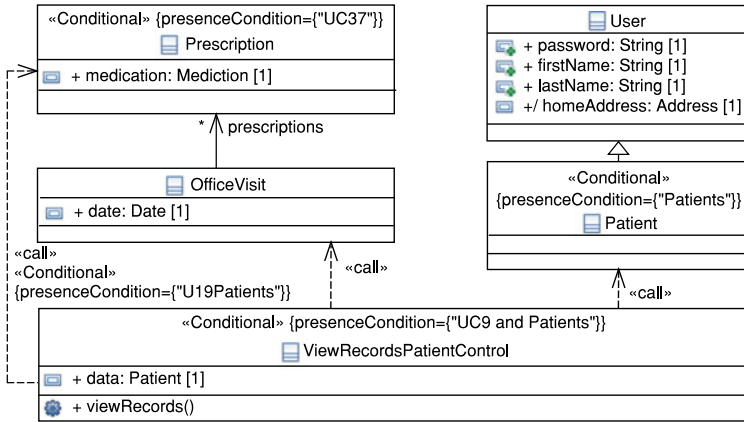 «Conditional» {presenceCondition={"UC37"}}
Prescription
+ medication: Mediction [1]
* prescriptions
OfficeVisit
+ date: Date [1]
«call»
«Conditional»
{presenceCondition={"U19Patients"}}
«call»
User
+ password: String [1]
+ firstName: String [1]
+ lastName: String [1]
+/ homeAddress: Address [1]
«Conditional»
{presenceCondition={"Patients"}}
Patient
«call»
«Conditional» {presenceCondition={"UC9 and Patients"}}
ViewRecordsPatientControl
+ data: Patient [1]
+ viewRecords()